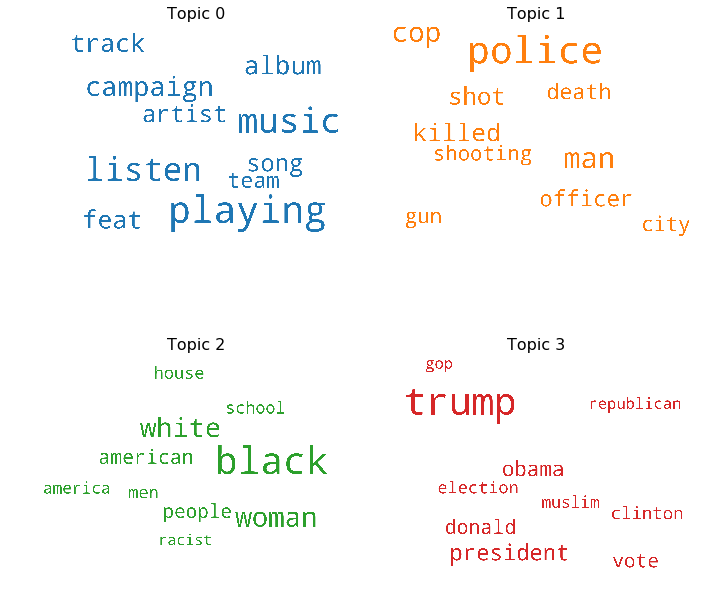 Topic 0
track
album
campaign
artist
music
listen
song
team
playing
feat
Topic 1
cop
police
shot
death
killed
shooting
man
officer
gun
city
Topic 2
house
school
white
american
black
america
men
people
woman
racist
Topic 3
gop
trump
republican
obama
election
muslim
clinton
donald
president
vote